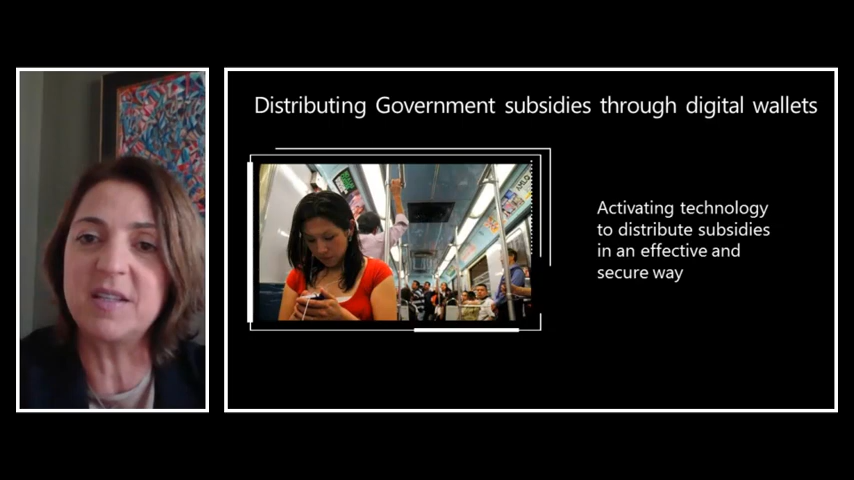 Distributing Government subsidies through digital wallets
Activating technology
to distribute subsidies
in an effective and
secure way